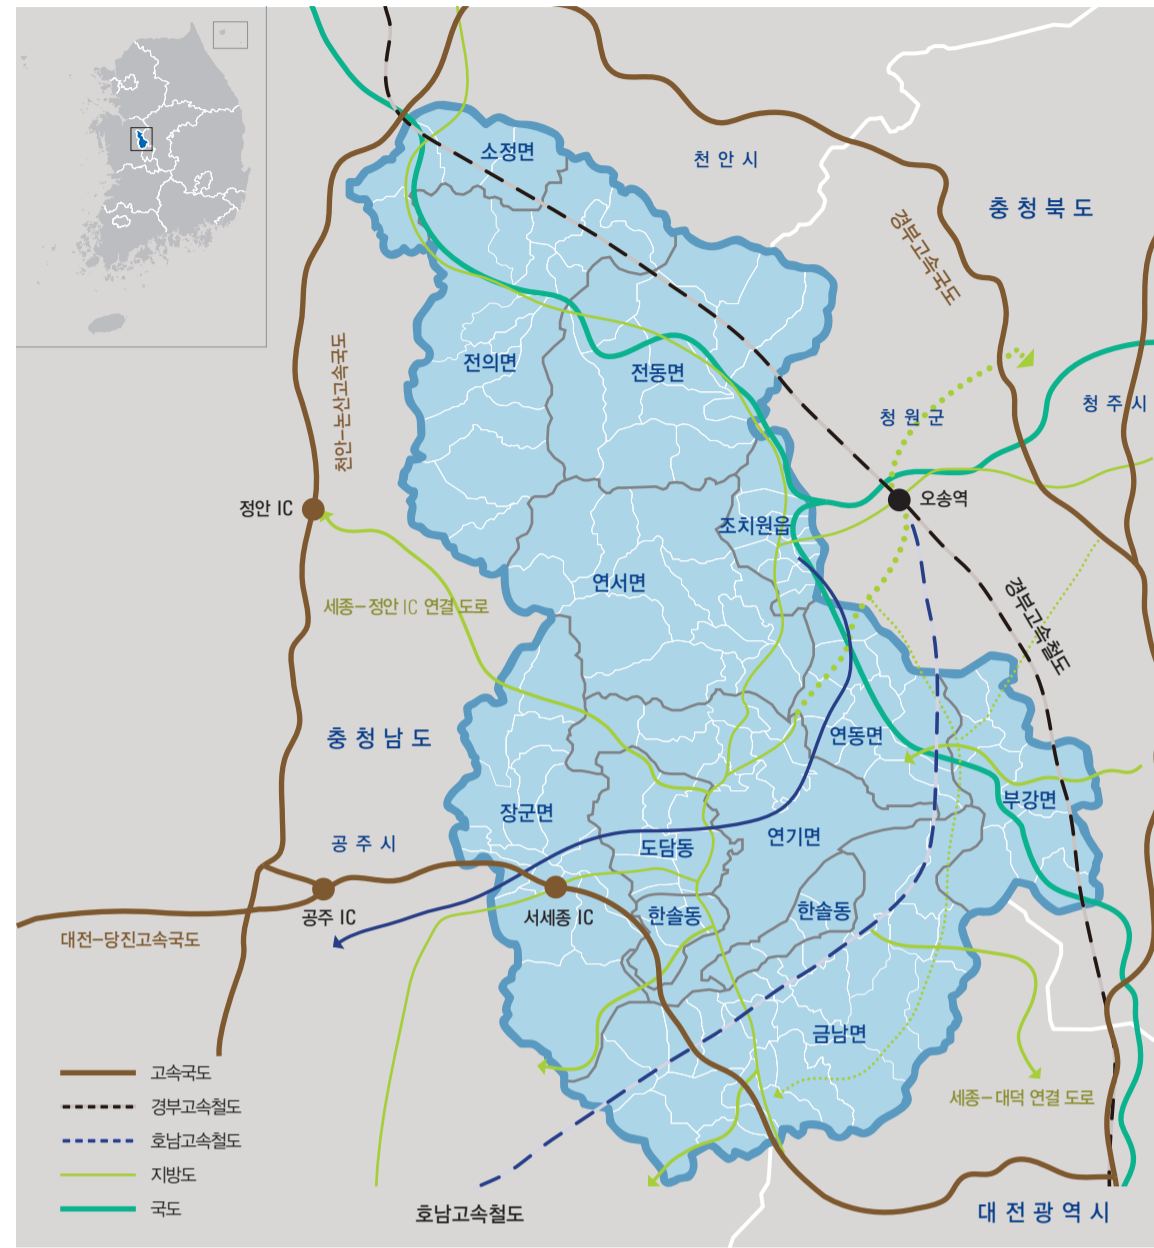 소정면
천안시
충청북도
경부고속국도
천안-논산고속국도
전의면
전동면
청원군
청주시
정안 IC
오송역
조치원읍
연서면
세종-정안 IC 연결 도로
경부고속철도
충청남도
연동면
부강면
장군면
공주시
도담동
연기면
공주 IC
서세종 IC
한솔동
한솔동
대전-당진고속국도
금남면
고속국도
경부고속철도
호남고속철도
지방도
국도
세종-대덕 연결 도로
호남고속철도
대전광역시